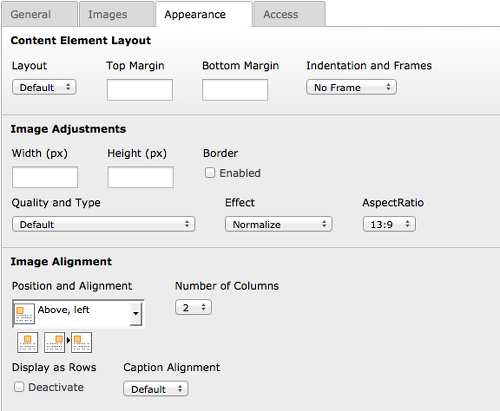 General Images Appearance Access
Content Element Layout
Layout Top Margin Bottom Margin Indentation and Frames
Default No Frame
Image Adjustments
Width (px) Height (px) Border
Enabled
Quality and Type Effect AspectRatio
Default Normalize 13:9
Image Alignment
Position and Alignment Number of Columns
Above, left 2
Display as Rows Caption Alignment
Deactivate Default